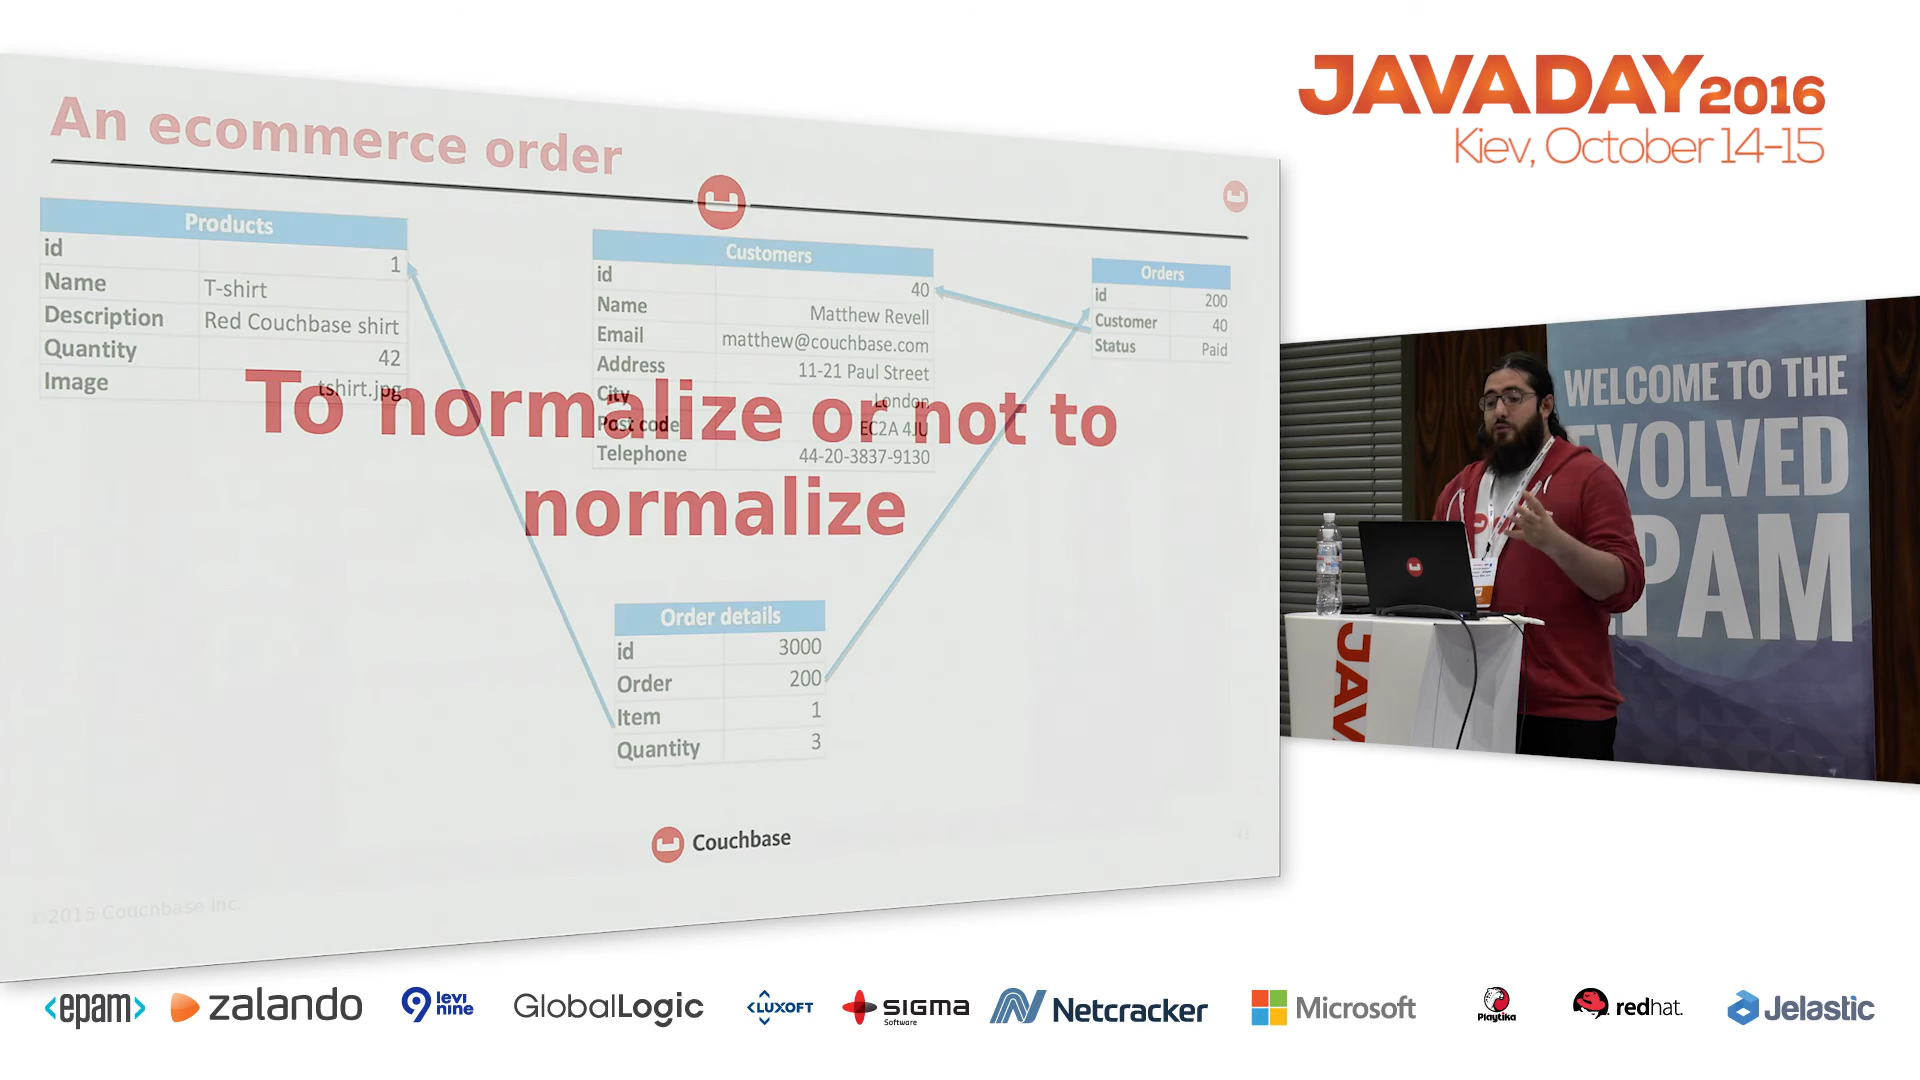 JAVADAY 2016
Kiev, October 14-15
An ecommerce order
Products
id 1
Name T-shirt
Description Red Couchbase shirt
Quantity 42
Image tshirt.jpg
Customers
id 40
Name Matthew Revell
Email matthew@couchbase.com
Address 11-21 Paul Street
City London
Post code EC2A 4JU
Telephone 44-20-3837-9130
Orders
id 200
Customer 40
Status Paid
To normalize or not to
normalize
Order details
id 3000
Order 200
Item 1
Quantity 3
Couchbase
©2015 Couchbase Inc.
WELCOME TO THE
EVOLVED
EPAM
JAV
<epam>
zalando
9 levi
nine
GlobalLogic
<LUXOFT
SIGMA
Software
Netcracker
Microsoft
Playtika
redhat.
Jelastic